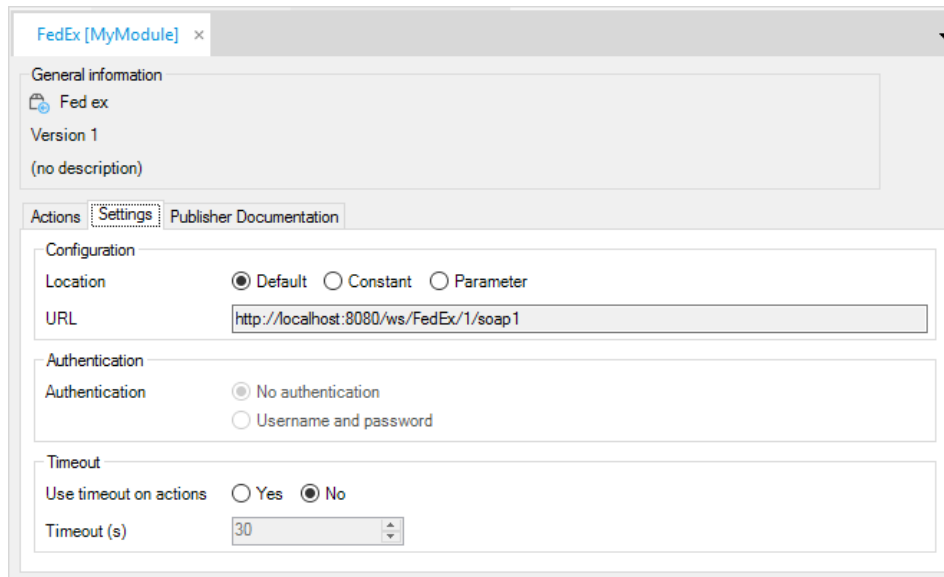 FedEx [MyModule] ×
General information
Fed ex
Version 1
(no description)
Actions Settings Publisher Documentation
Configuration
Location Default Constant Parameter
URL http://localhost:8080/ws/FedEx/1/soap1
Authentication
Authentication No authentication
Username and password
Timeout
Use timeout on actions Yes No
Timeout (s) 30